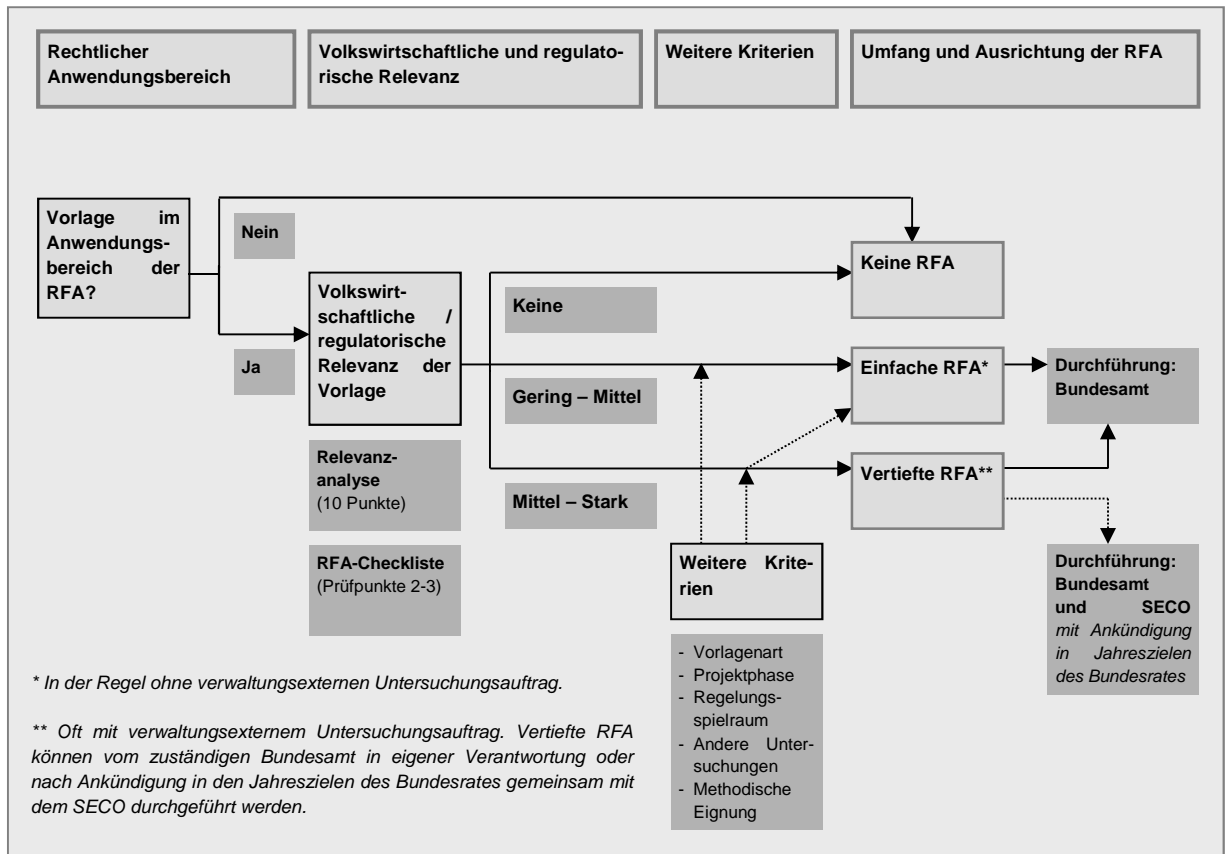 Rechtlicher
Anwendungsbereich
Volkswirtschaftliche und regulato-
rische Relevanz
Weitere Kriterien
Umfang und Ausrichtung der RFA
Vorlage im
Anwendungs-
bereich der
RFA?
Nein
Ja
Volkswirt-
schaftliche /
regulatorische
Relevanz der
Vorlage
Relevanz-
analyse
(10 Punkte)
RFA-Checkliste
(Prüfpunkte 2-3)
Keine
Gering – Mittel
Mittel – Stark
Weitere Krite-
rien
- Vorlagenart
- Projektphase
- Regelungs-
spielraum
- Andere Unter-
suchungen
- Methodische
Eignung
Keine RFA
Einfache RFA*
Vertiefte RFA**
Durchführung:
Bundesamt
Durchführung:
Bundesamt
und SECO
mit Ankündigung
in Jahreszielen
des Bundesrates
* In der Regel ohne verwaltungsexternen Untersuchungsauftrag.
** Oft mit verwaltungsexternem Untersuchungsauftrag. Vertiefte RFA
können vom zuständigen Bundesamt in eigener Verantwortung oder
nach Ankündigung in den Jahreszielen des Bundesrates gemeinsam mit
dem SECO durchgeführt werden.